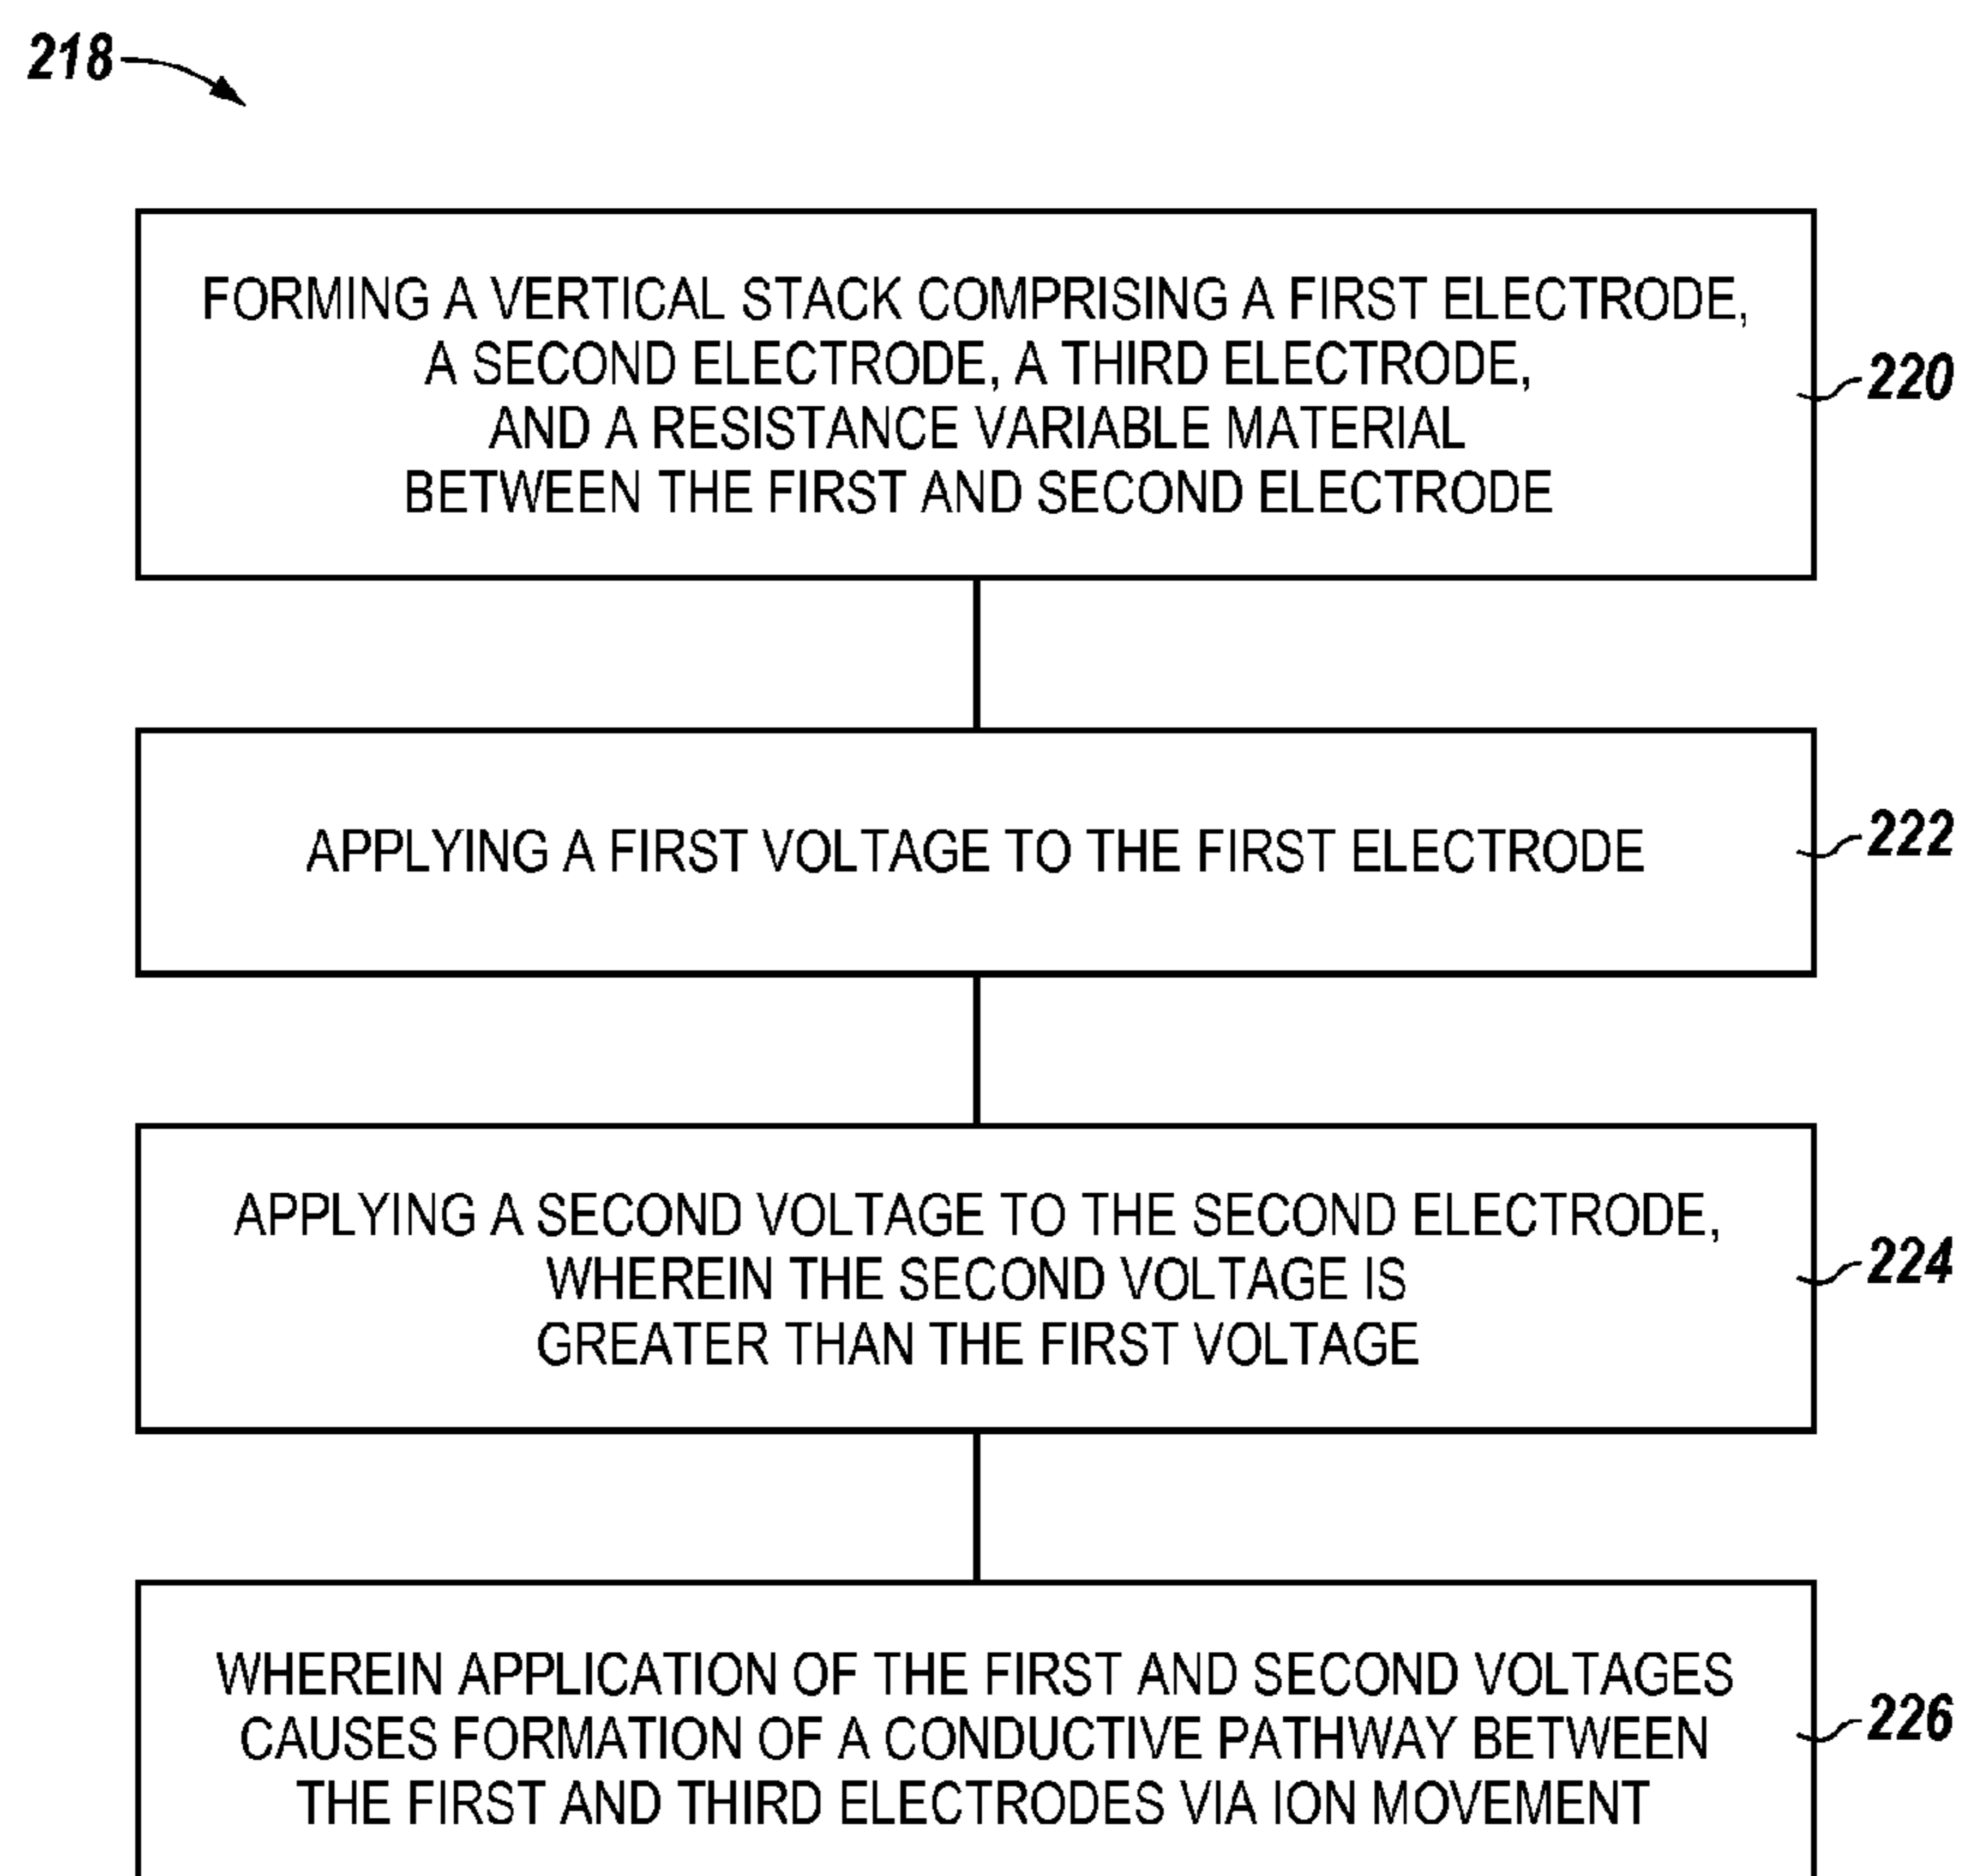 218
FORMING A VERTICAL STACK COMPRISING A FIRST ELECTRODE,
A SECOND ELECTRODE, A THIRD ELECTRODE,
AND A RESISTANCE VARIABLE MATERIAL
BETWEEN THE FIRST AND SECOND ELECTRODE
220
APPLYING A FIRST VOLTAGE TO THE FIRST ELECTRODE
222
APPLYING A SECOND VOLTAGE TO THE SECOND ELECTRODE,
WHEREIN THE SECOND VOLTAGE IS
GREATER THAN THE FIRST VOLTAGE
224
WHEREIN APPLICATION OF THE FIRST AND SECOND VOLTAGES
CAUSES FORMATION OF A CONDUCTIVE PATHWAY BETWEEN
THE FIRST AND THIRD ELECTRODES VIA ION MOVEMENT
226